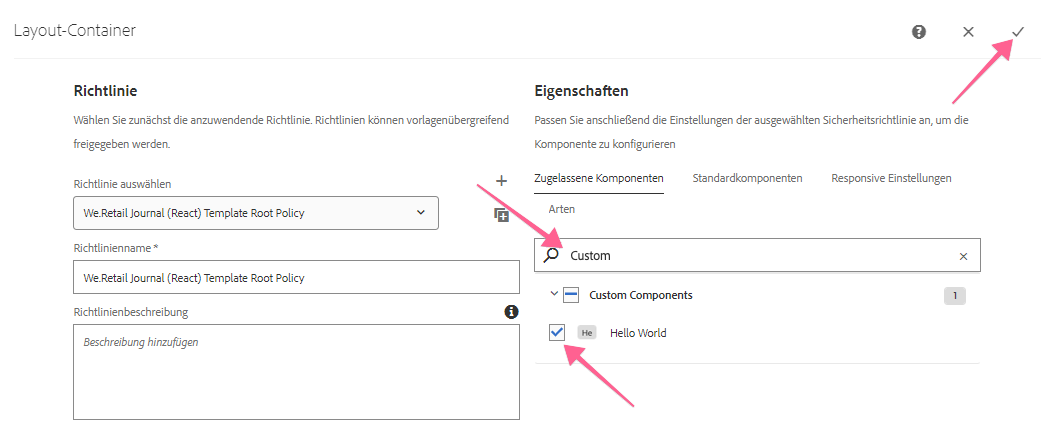 Layout-Container
Richtlinie
Wählen Sie zunächst die anzuwendende Richtlinie. Richtlinien können vorlagenübergreifend
freigegeben werden.
Richtlinie auswählen
We.Retail Journal (React) Template Root Policy
Richtlinienname *
We.Retail Journal (React) Template Root Policy
Richtlinienbeschreibung
Beschreibung hinzufügen
Eigenschaften
Passen Sie anschließend die Einstellungen der ausgewählten Sicherheitsrichtlinie an, um die
Komponente zu konfigurieren
Zugelassene Komponenten Standardkomponenten Responsive Einstellungen
Arten
Custom
Custom Components 1
He Hello World